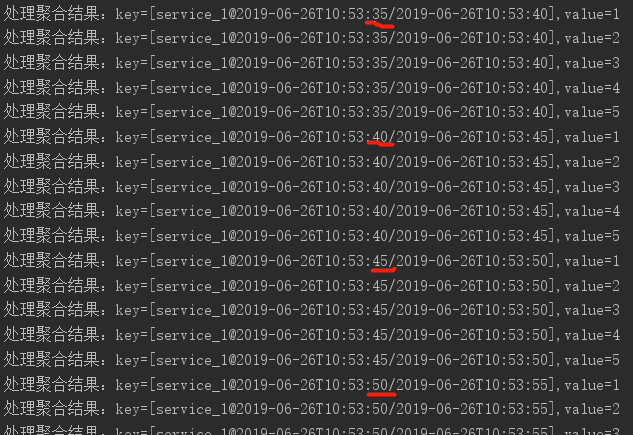 处理聚合结果: key=[service_1@2019-06-26T10:53:35/2019-06-26T10:53:40],value=1
处理聚合结果: key=[service_1@2019-06-26T10:53:35/2019-06-26T10:53:40],value=2
处理聚合结果: key=[service_1@2019-06-26T10:53:35/2019-06-26T10:53:40],value=3
处理聚合结果: key=[service_1@2019-06-26T10:53:35/2019-06-26T10:53:40],value=4
处理聚合结果: key=[service_1@2019-06-26T10:53:35/2019-06-26T10:53:40],value=5
处理聚合结果: key=[service_1@2019-06-26T10:53:40/2019-06-26T10:53:45],value=1
处理聚合结果: key=[service_1@2019-06-26T10:53:40/2019-06-26T10:53:45],value=2
处理聚合结果: key=[service_1@2019-06-26T10:53:40/2019-06-26T10:53:45],value=3
处理聚合结果: key=[service_1@2019-06-26T10:53:40/2019-06-26T10:53:45],value=4
处理聚合结果: key=[service_1@2019-06-26T10:53:40/2019-06-26T10:53:45],value=5
处理聚合结果: key=[service_1@2019-06-26T10:53:45/2019-06-26T10:53:50],value=1
处理聚合结果: key=[service_1@2019-06-26T10:53:45/2019-06-26T10:53:50],value=2
处理聚合结果: key=[service_1@2019-06-26T10:53:45/2019-06-26T10:53:50],value=3
处理聚合结果: key=[service_1@2019-06-26T10:53:45/2019-06-26T10:53:50],value=4
处理聚合结果: key=[service_1@2019-06-26T10:53:45/2019-06-26T10:53:50],value=5
处理聚合结果: key=[service_1@2019-06-26T10:53:50/2019-06-26T10:53:55],value=1
处理聚合结果: key=[service_1@2019-06-26T10:53:50/2019-06-26T10:53:55],value=2
处理聚合结果: key=[service_1@2019-06-26T10:53:50/2019-06-26T10:53:55],value=3